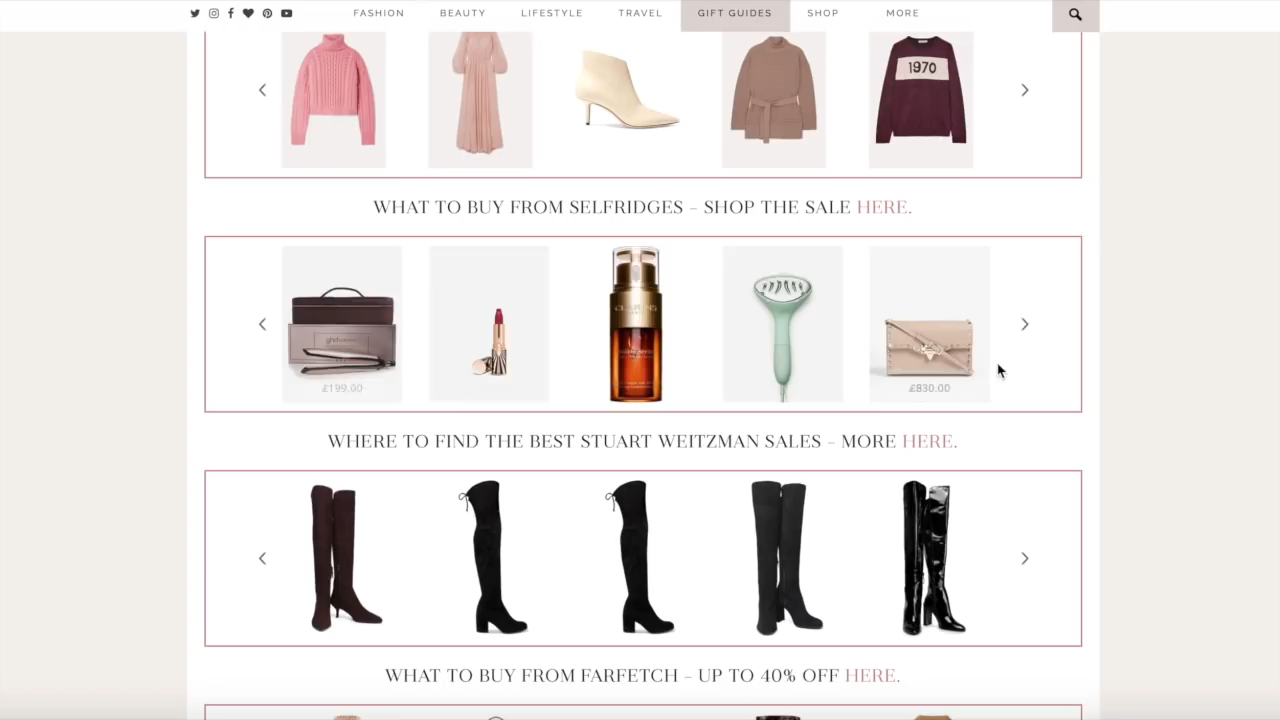 FASHION BEAUTY LIFESTYLE TRAVEL GIFT GUIDES SHOP MORE
1970
WHAT TO BUY FROM SELFRIDGES – SHOP THE SALE HERE.
ghd
CLARINS
£199.00
£830.00
WHERE TO FIND THE BEST STUART WEITZMAN SALES – MORE HERE.
WHAT TO BUY FROM FARFETCH – UP TO 40% OFF HERE.